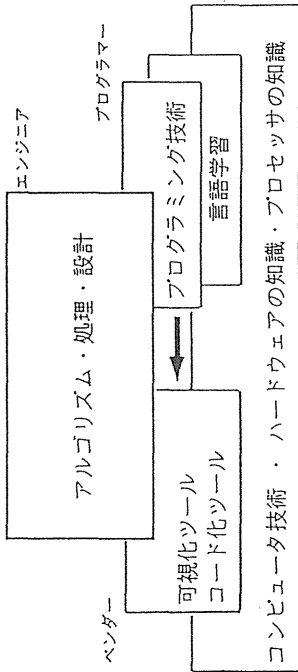 エンジニア
プログラマー
ベンダー
アルゴリズム・処理・設計
プログラミング技術
言語学習
可視化ツール
コード化ツール
コンピュータ技術・ハードウェアの知識・プロセッサの知識